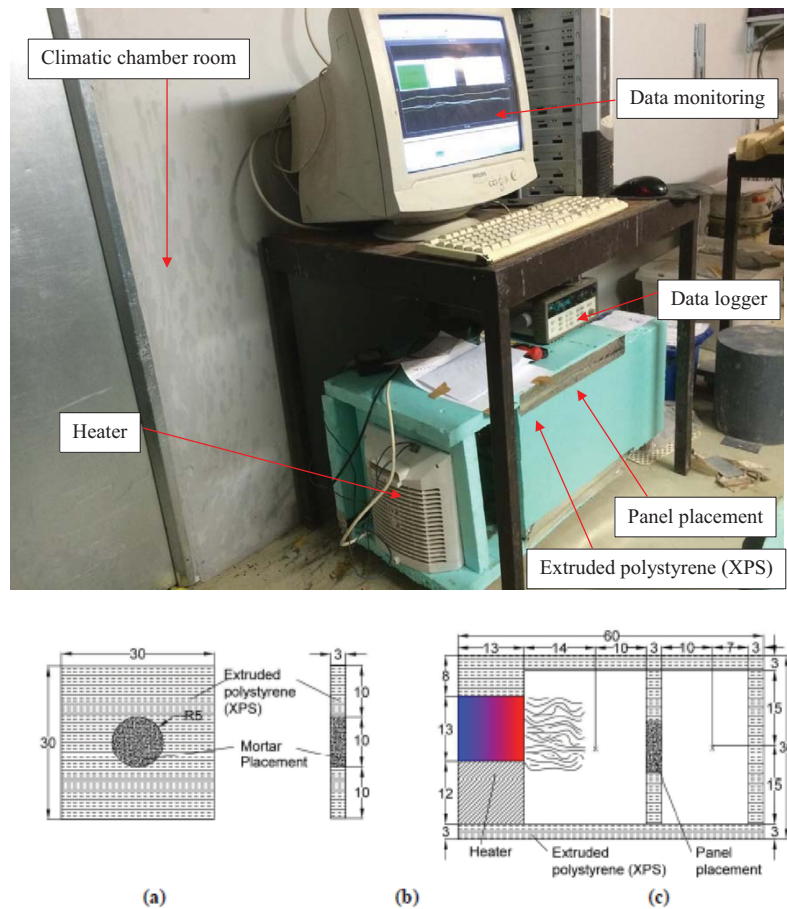 Climatic chamber room
Data monitoring
PHILIPS
Data logger
Heater
Panel placement
Extruded polystyrene (XPS)
30
30
Extruded
polystyrene
(XPS)
R5
Mortar
Placement
3
10
10
10
60
13
14
10
3
10
7
3
8
13
12
3
3
15
15
3
Heater
Extruded
polystyrene (XPS)
Panel
placement
(a)
(b)
(c)